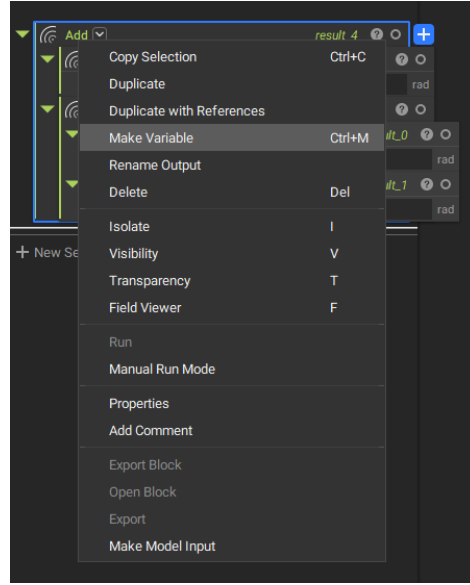 Add result 4
Copy Selection Ctrl+C
Duplicate rad
Duplicate with References
Make Variable Ctrl+M ult_0
Rename Output rad
Delete Del ult_1
rad
Isolate I
+ New Se
Visibility V
Transparency T
Field Viewer F
Run
Manual Run Mode
Properties
Add Comment
Export Block
Open Block
Export
Make Model Input